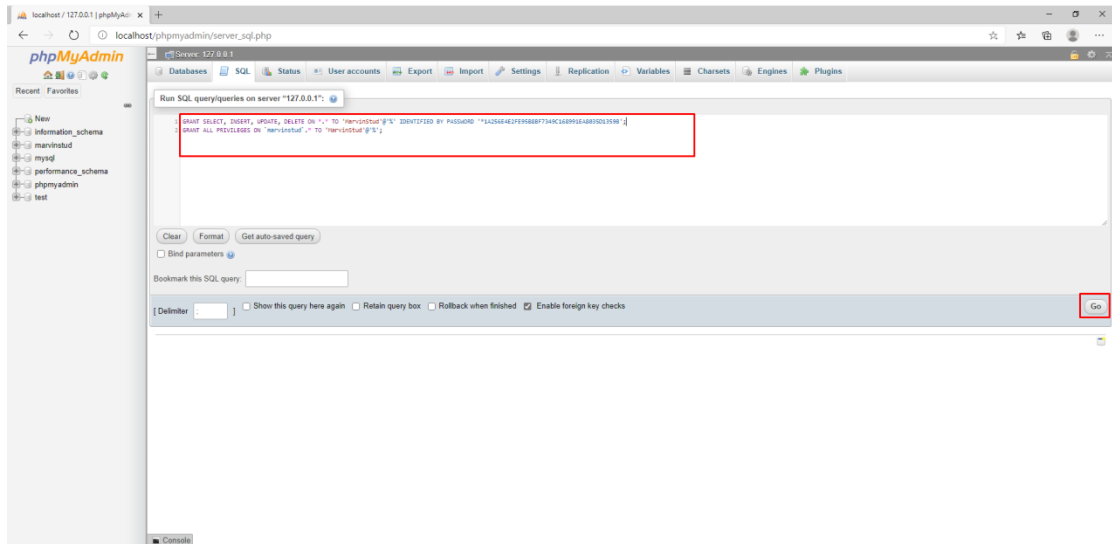 localhost / 127.0.0.1 | phpMyAdi
localhost/phpmyadmin/server_sql.php
phpMyAdmin
Recent Favorites
New
information_schema
marvinstud
mysql
performance_schema
phpmyadmin
test
Server: 127.0.0.1
Databases SQL Status User accounts Export Import Settings Replication Variables Charsets Engines Plugins
Run SQL query/queries on server "127.0.0.1":
1 GRANT SELECT, INSERT, UPDATE, DELETE ON *.* TO 'MarvinStud'@'%' IDENTIFIED BY PASSWORD
2 GRANT ALL PRIVILEGES ON `marvinstud`.* TO 'MarvinStud'@'%';
Clear Format Get auto-saved query
Bind parameters
Bookmark this SQL query:
[ Delimiter ; ] Show this query here again Retain query box Rollback when finished Enable foreign key checks
Go
Console